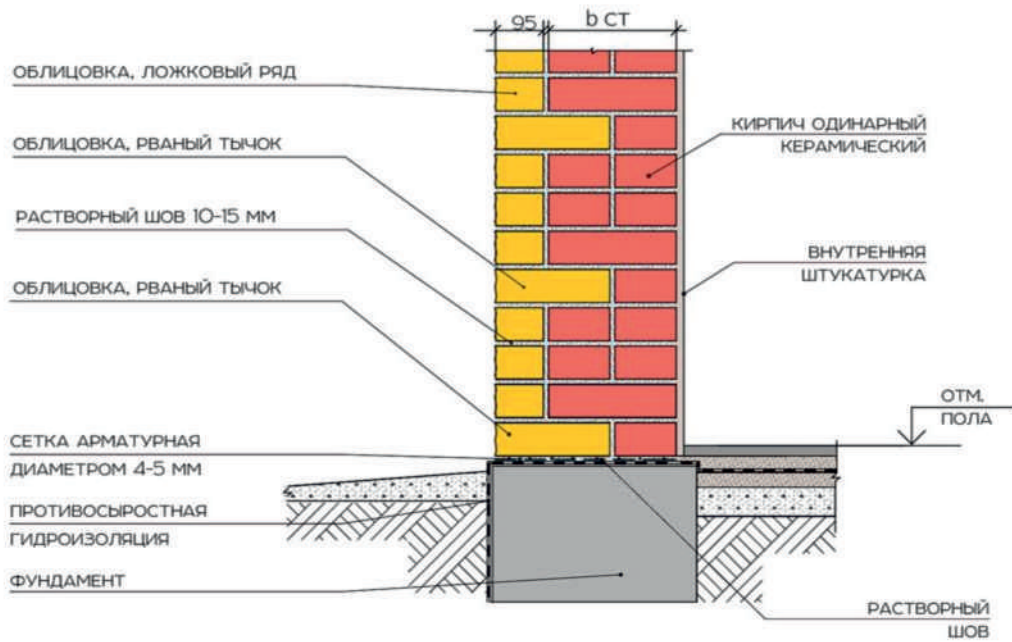 95
b СТ
ОБЛИЦОВКА, ЛОЖКОВЫЙ РЯД
ОБЛИЦОВКА, РВАНЫЙ ТЫЧОК
РАСТВОРНЫЙ ШОВ 10-15 ММ
ОБЛИЦОВКА, РВАНЫЙ ТЫЧОК
СЕТКА АРМАТУРНАЯ
ДИАМЕТРОМ 4-5 ММ
ПРОТИВОСЫРОСТНАЯ
ГИДРОИЗОЛЯЦИЯ
ФУНДАМЕНТ
КИРПИЧ ОДИНАРНЫЙ
КЕРАМИЧЕСКИЙ
ВНУТРЕННЯЯ
ШТУКАТУРКА
ОТМ.
ПОЛА
РАСТВОРНЫЙ
ШОВ